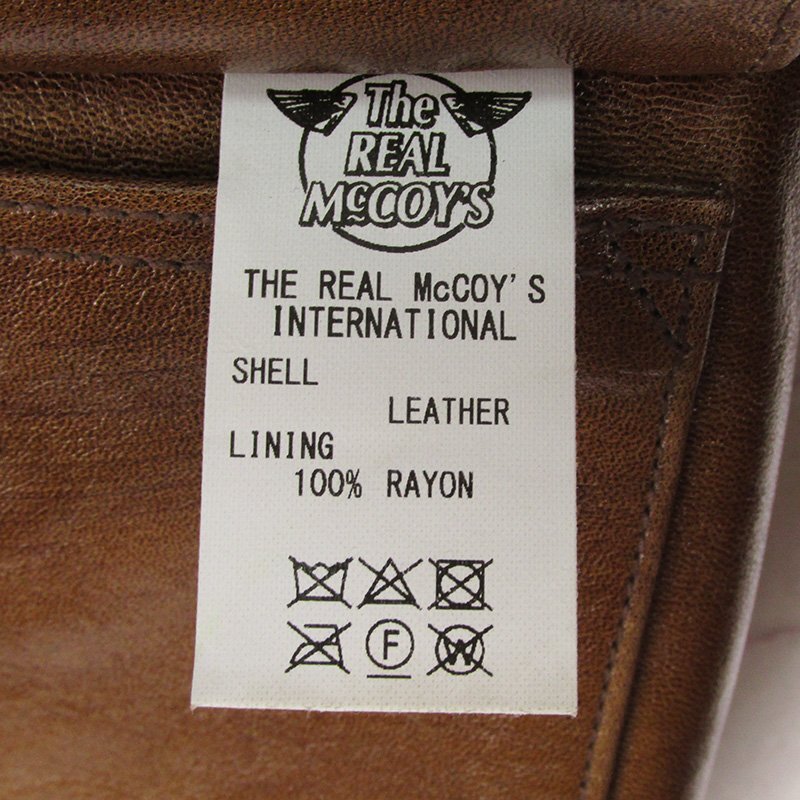 The
REAL
McCOY'S
THE REAL McCOY'S
INTERNATIONAL
SHELL
LEATHER
LINING
100% RAYON
F
W